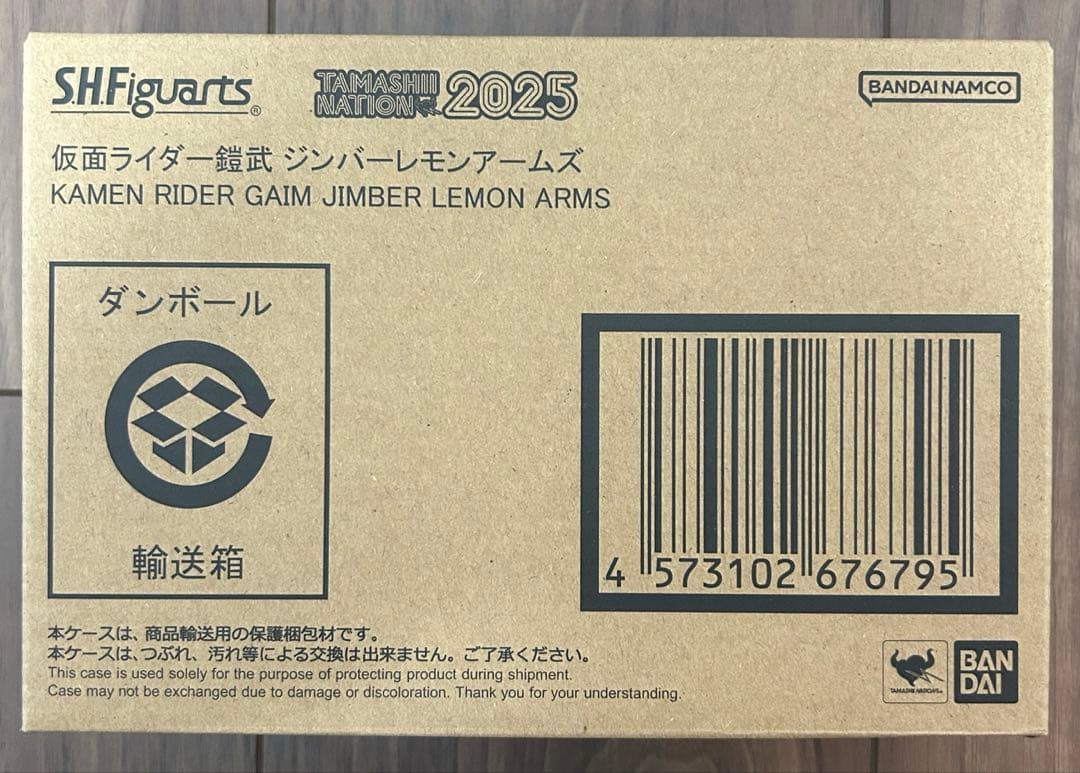 S.H.Figuarts®
TAMASHII NATION 2025
BANDAI NAMCO
仮面ライダー鎧武 ジンバーレモンアームズ
KAMEN RIDER GAIM JIMBER LEMON ARMS
ダンボール
輸送箱
4 573102 676795
本ケースは、商品輸送用の保護梱包材です。
本ケースは、つぶれ、汚れ等による交換は出来ません。ご了承ください。
This case is used solely for the purpose of protecting product during shipment.
Case may not be exchanged due to damage or discoloration. Thank you for your understanding.
TAMASHII NATIONS
BAN
DAI